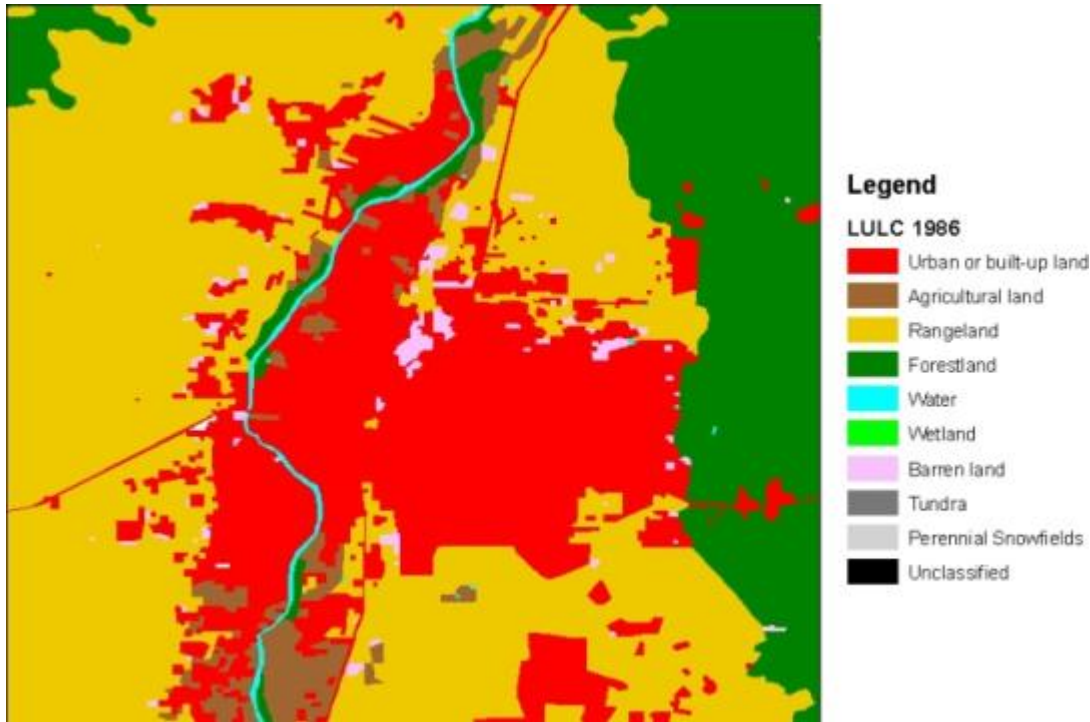 Legend
LULC 1986
Urban or built-up land
Agricultural land
Rangeland
Forestland
Water
Wetland
Barren land
Tundra
Perennial Snowfields
Unclassified